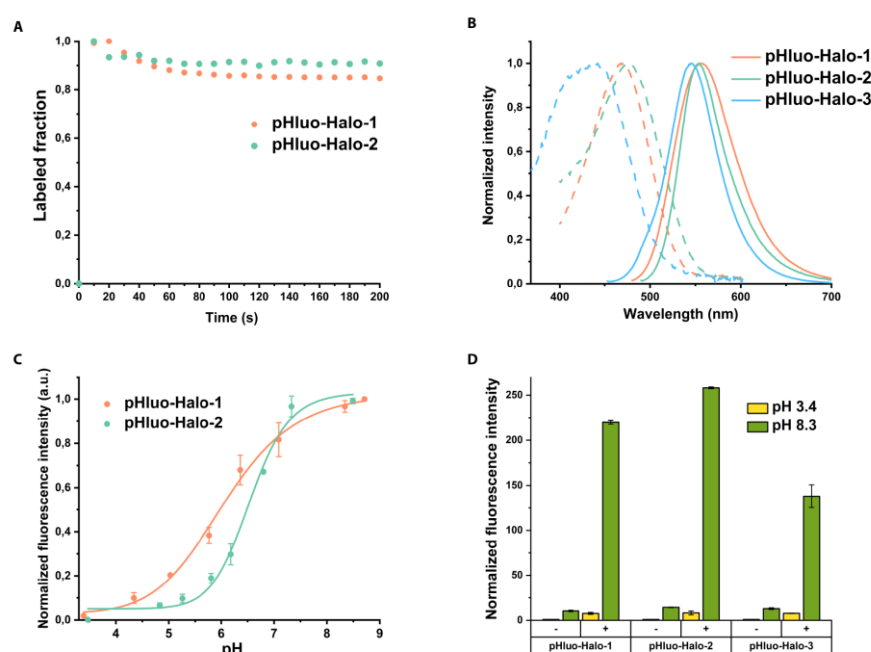 A
1,0
0,8
0,6
0,4
0,2
0,0
Labeled fraction
pHluo-Halo-1
pHluo-Halo-2
0 20 40 60 80 100 120 140 160 180 200
Time (s)
B
1,0
0,8
0,6
0,4
0,2
0,0
Normalized intensity
pHluo-Halo-1
pHluo-Halo-2
pHluo-Halo-3
400 500 600 700
Wavelength (nm)
C
1,0
0,8
0,6
0,4
0,2
0,0
Normalized fluorescence intensity (a.u.)
pHluo-Halo-1
pHluo-Halo-2
4 5 6 7 8 9
pH
D
250
200
150
100
50
0
Normalized fluorescence intensity
pH 3.4
pH 8.3
- + - + - +
pHluo-Halo-1 pHluo-Halo-2 pHluo-Halo-3